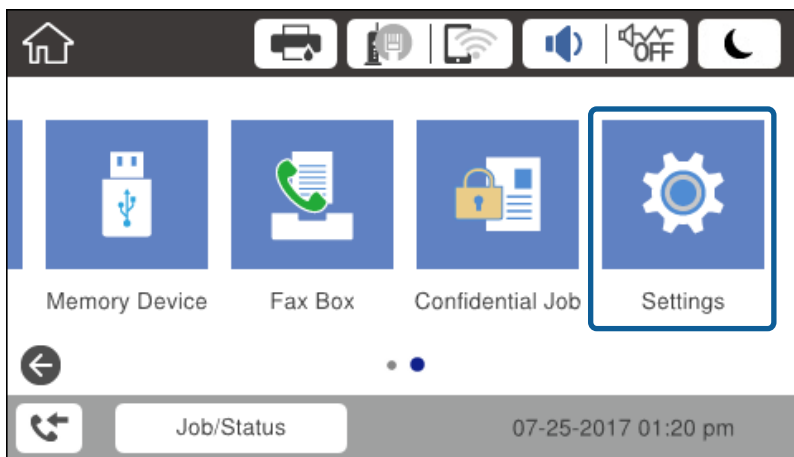 OFF
Memory Device
Fax Box
Confidential Job
Settings
Job/Status
07-25-2017 01:20 pm